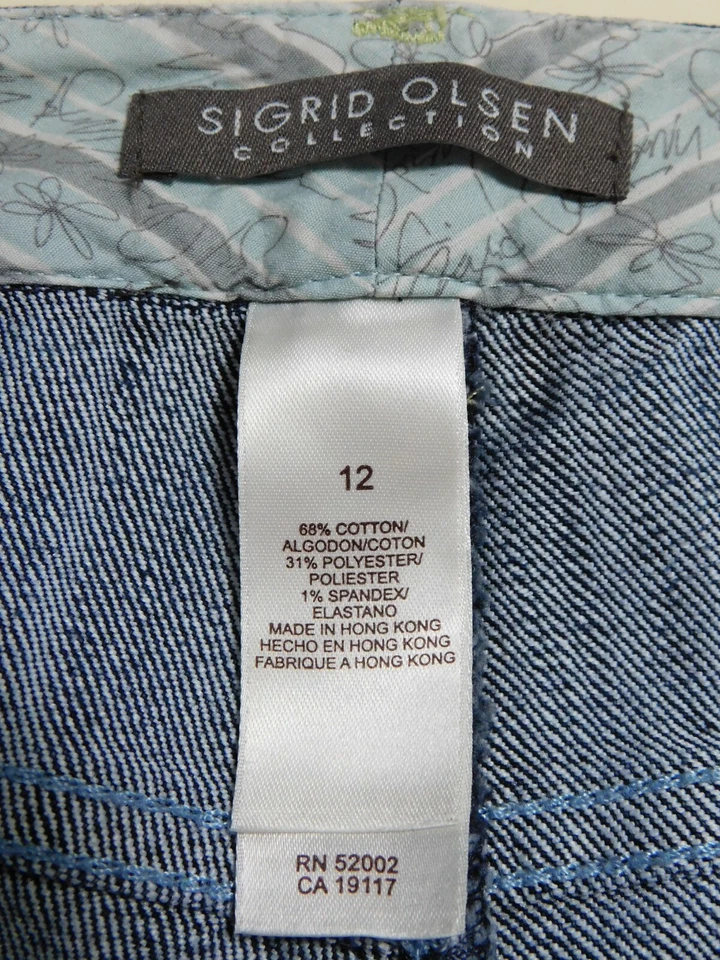 SIGRID OLSEN
COLLECTION
12
68% COTTON/
ALGODON/COTON
31% POLYESTER/
POLIESTER
1% SPANDEX/
ELASTANO
MADE IN HONG KONG
HECHO EN HONG KONG
FABRIQUE A HONG KONG
RN 52002
CA 19117